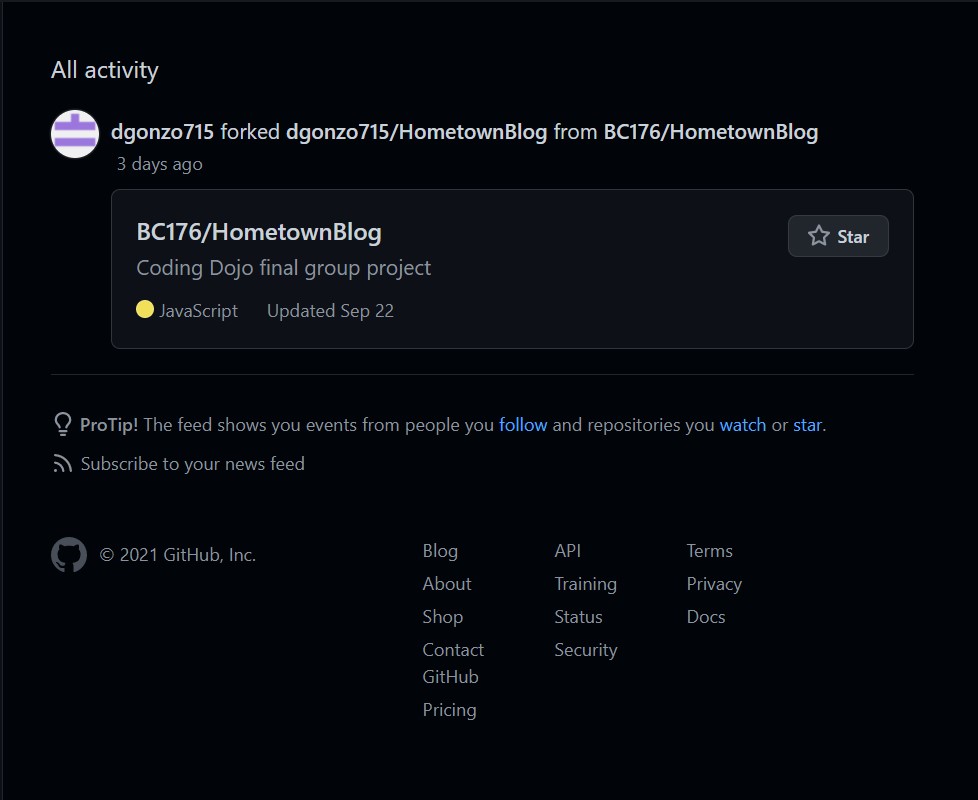 All activity
dgonzo715 forked dgonzo715/HometownBlog from BC176/HometownBlog
3 days ago
BC176/HometownBlog
Star
Coding Dojo final group project
JavaScript Updated Sep 22
ProTip! The feed shows you events from people you follow and repositories you watch or star.
Subscribe to your news feed
© 2021 GitHub, Inc.
Blog
About
Shop
Contact
GitHub
Pricing
API
Training
Status
Security
Terms
Privacy
Docs